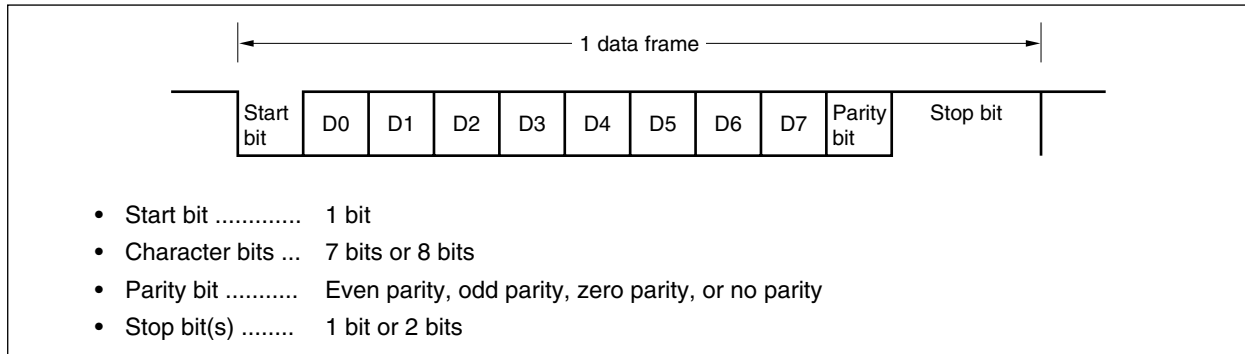 1 data frame
Start bit D0 D1 D2 D3 D4 D5 D6 D7 Parity bit Stop bit
• Start bit ............. 1 bit
• Character bits ... 7 bits or 8 bits
• Parity bit ........... Even parity, odd parity, zero parity, or no parity
• Stop bit(s) ........ 1 bit or 2 bits